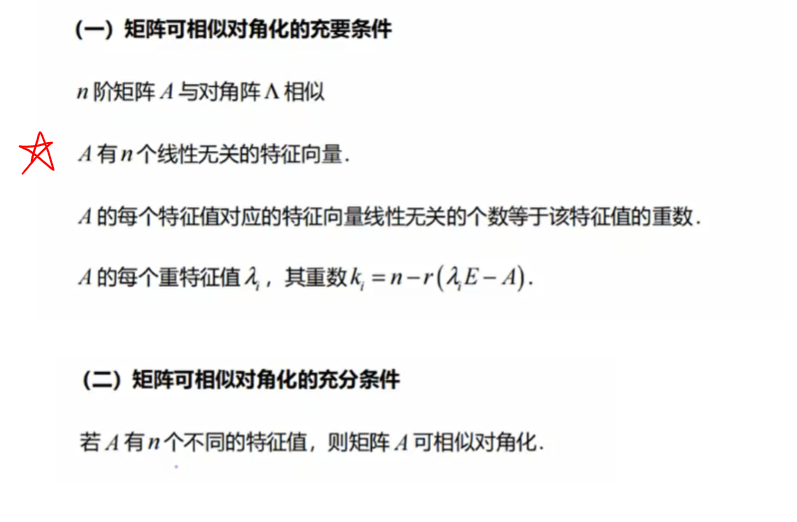 （一）矩阵可相似对角化的充要条件
n 阶矩阵 A 与对角阵 Λ 相似
A 有 n 个线性无关的特征向量.
A 的每个特征值对应的特征向量线性无关的个数等于该特征值的重数.
A 的每个重特征值 λᵢ，其重数 kᵢ = n − r(λᵢE − A).
（二）矩阵可相似对角化的充分条件
若 A 有 n 个不同的特征值，则矩阵 A 可相似对角化.